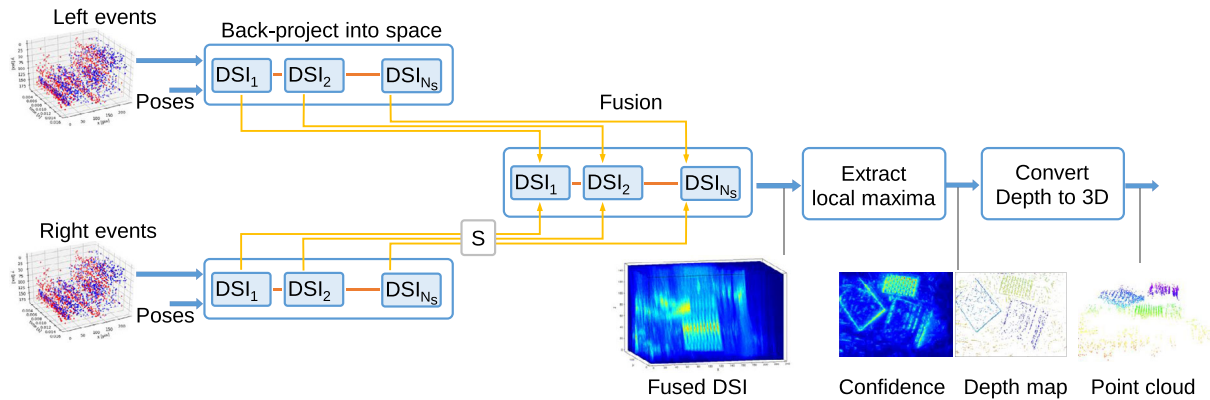 Left events
Back-project into space
DSI1
DSI2
DSINs
Poses
Fusion
DSI1
DSI2
DSINs
Extract
local maxima
Convert
Depth to 3D
Right events
S
DSI1
DSI2
DSINs
Poses
Fused DSI
Confidence
Depth map
Point cloud